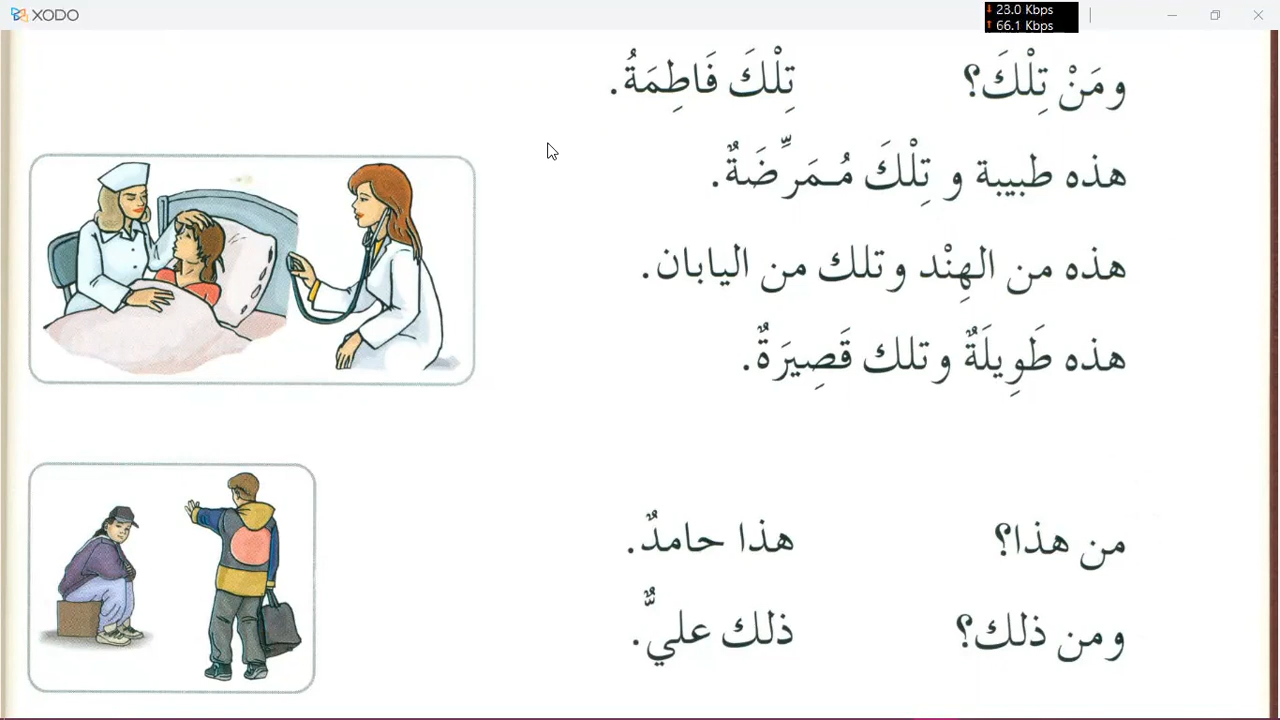 XODO
23.0 Kbps
66.1 Kbps
ومَنْ تِلْكَ؟ تِلْكَ فَاطِمَةُ.
هذه طبيبة و تِلْكَ مُـمَرِّضَةٌ.
هذه من الهِنْد وتلك من اليابان.
هذه طَوِيلَةٌ وتلك قَصِيرَةٌ.
من هذا؟ هذا حامدٌ.
ومن ذلك؟ ذلك عليٌّ.